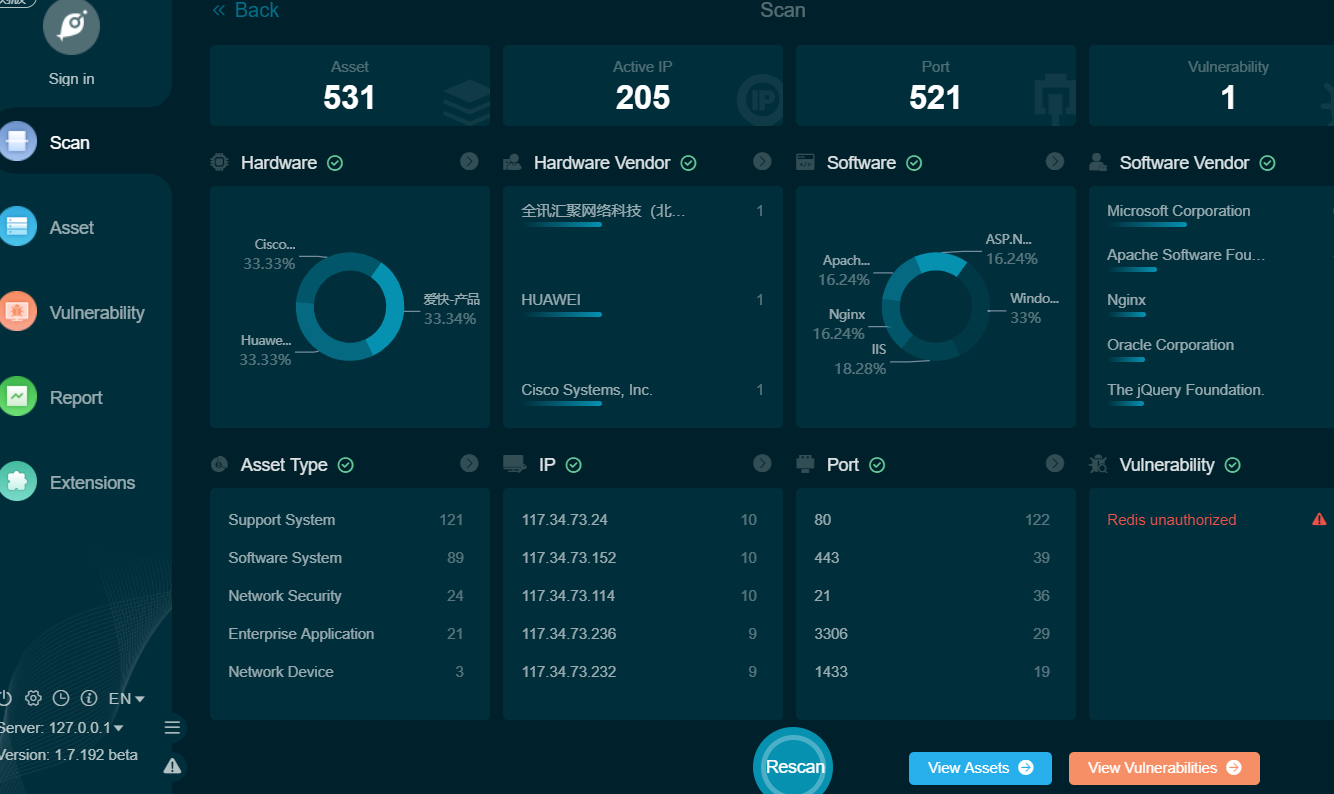 Back
Scan
Sign in
Scan
Asset
Vulnerability
Report
Extensions
EN
Server: 127.0.0.1
Version: 1.7.192 beta
Asset
531
Active IP
205
IP
Port
521
Vulnerability
1
Hardware
Cisco...
33.33%
爱快-产品
33.34%
Huawe...
33.33%
Hardware Vendor
全讯汇聚网络科技（北... 1
HUAWEI 1
Cisco Systems, Inc. 1
Software
ASP.N...
16.24%
Apach...
16.24%
Windo...
33%
Nginx
16.24%
IIS
18.28%
Software Vendor
Microsoft Corporation
Apache Software Fou...
Nginx
Oracle Corporation
The jQuery Foundation.
Asset Type
Support System 121
Software System 89
Network Security 24
Enterprise Application 21
Network Device 3
IP
117.34.73.24 10
117.34.73.152 10
117.34.73.114 10
117.34.73.236 9
117.34.73.232 9
Port
80 122
443 39
21 36
3306 29
1433 19
Vulnerability
Redis unauthorized
Rescan
View Assets
View Vulnerabilities